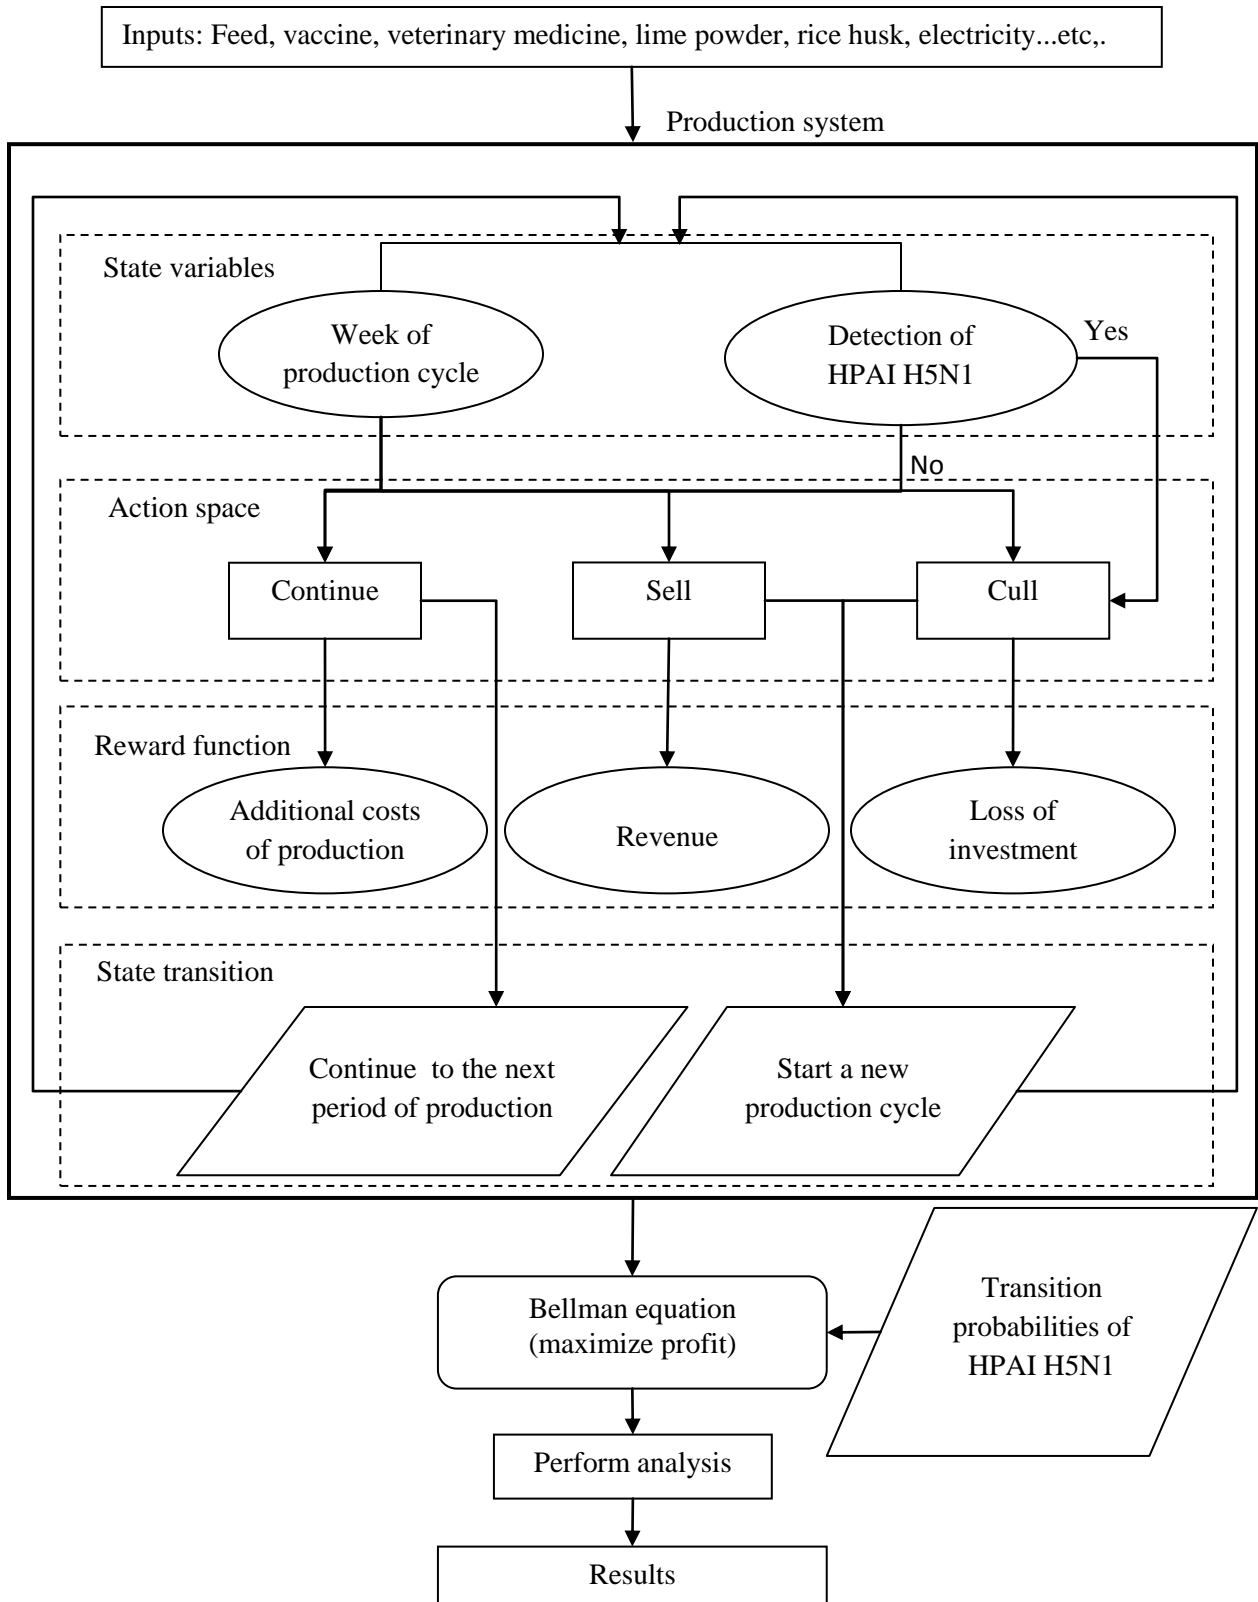 Inputs: Feed, vaccine, veterinary medicine, lime powder, rice husk, electricity...etc,.
Production system
State variables
Week of
production cycle
Detection of
HPAI H5N1
Yes
No
Action space
Continue
Sell
Cull
Reward function
Additional costs
of production
Revenue
Loss of
investment
State transition
Continue  to the next
period of production
Start a new
production cycle
Bellman equation
(maximize profit)
Transition
probabilities of
HPAI H5N1
Perform analysis
Results